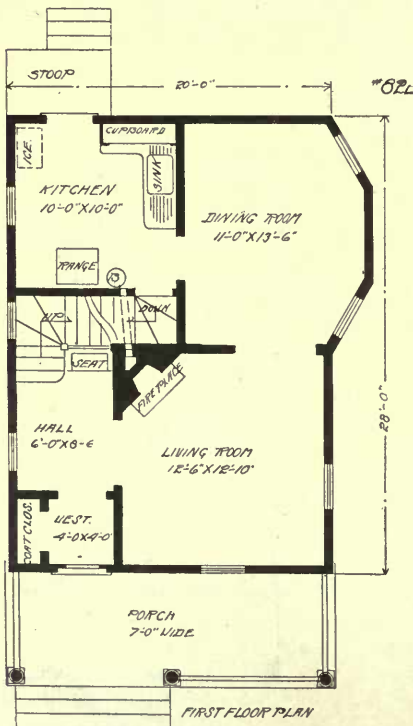 STOOP
20'-0"
CUPBOARD
ICE.
SINK
KITCHEN
10'-0"X10'-0"
DINING ROOM
11'-0"X13'-6"
RANGE
B
UP
DOWN
SEAT
FIREPLACE
28'-0"
HALL
6'-0"X8-6
LIVING ROOM
12'-6"X12'-10"
COAT CLOS.
VEST.
4'-0X4'-0"
PORCH
7'-0" WIDE
FIRST FLOOR PLAN